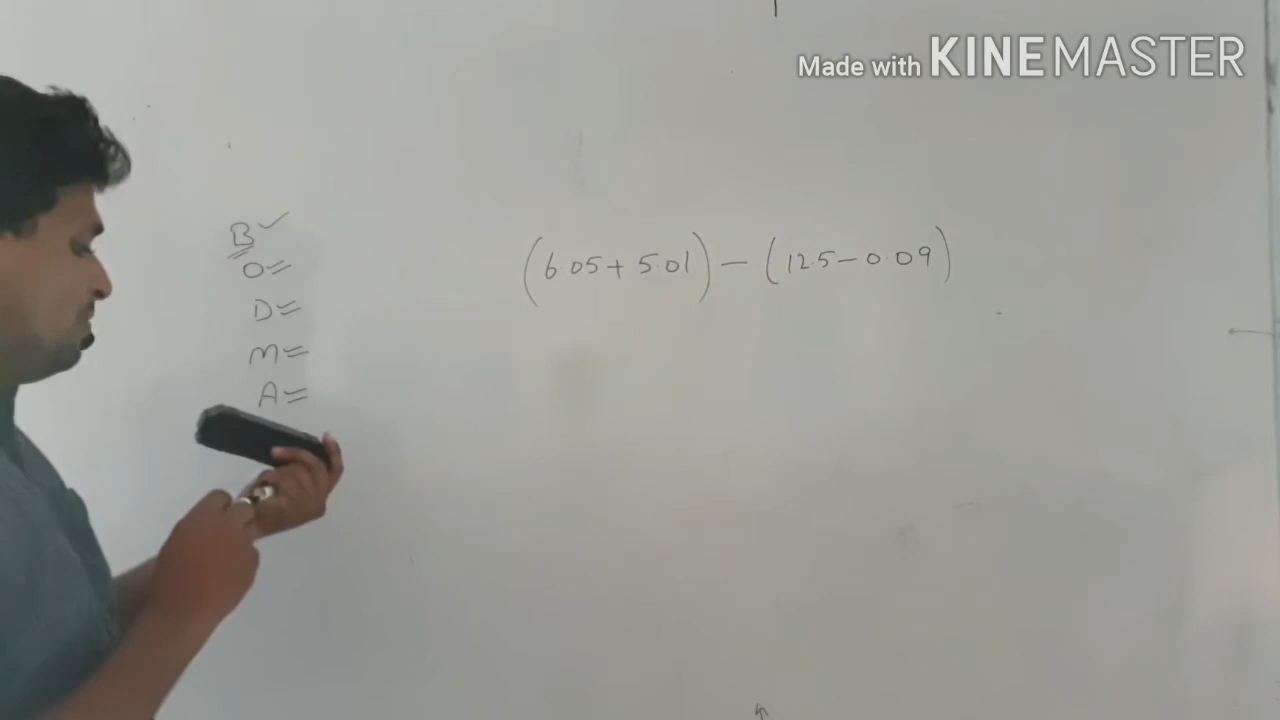 Made with KINEMASTER
B ✓
O =
D =
M =
A =
(6.05 + 5.01) - (12.5 - 0.09)